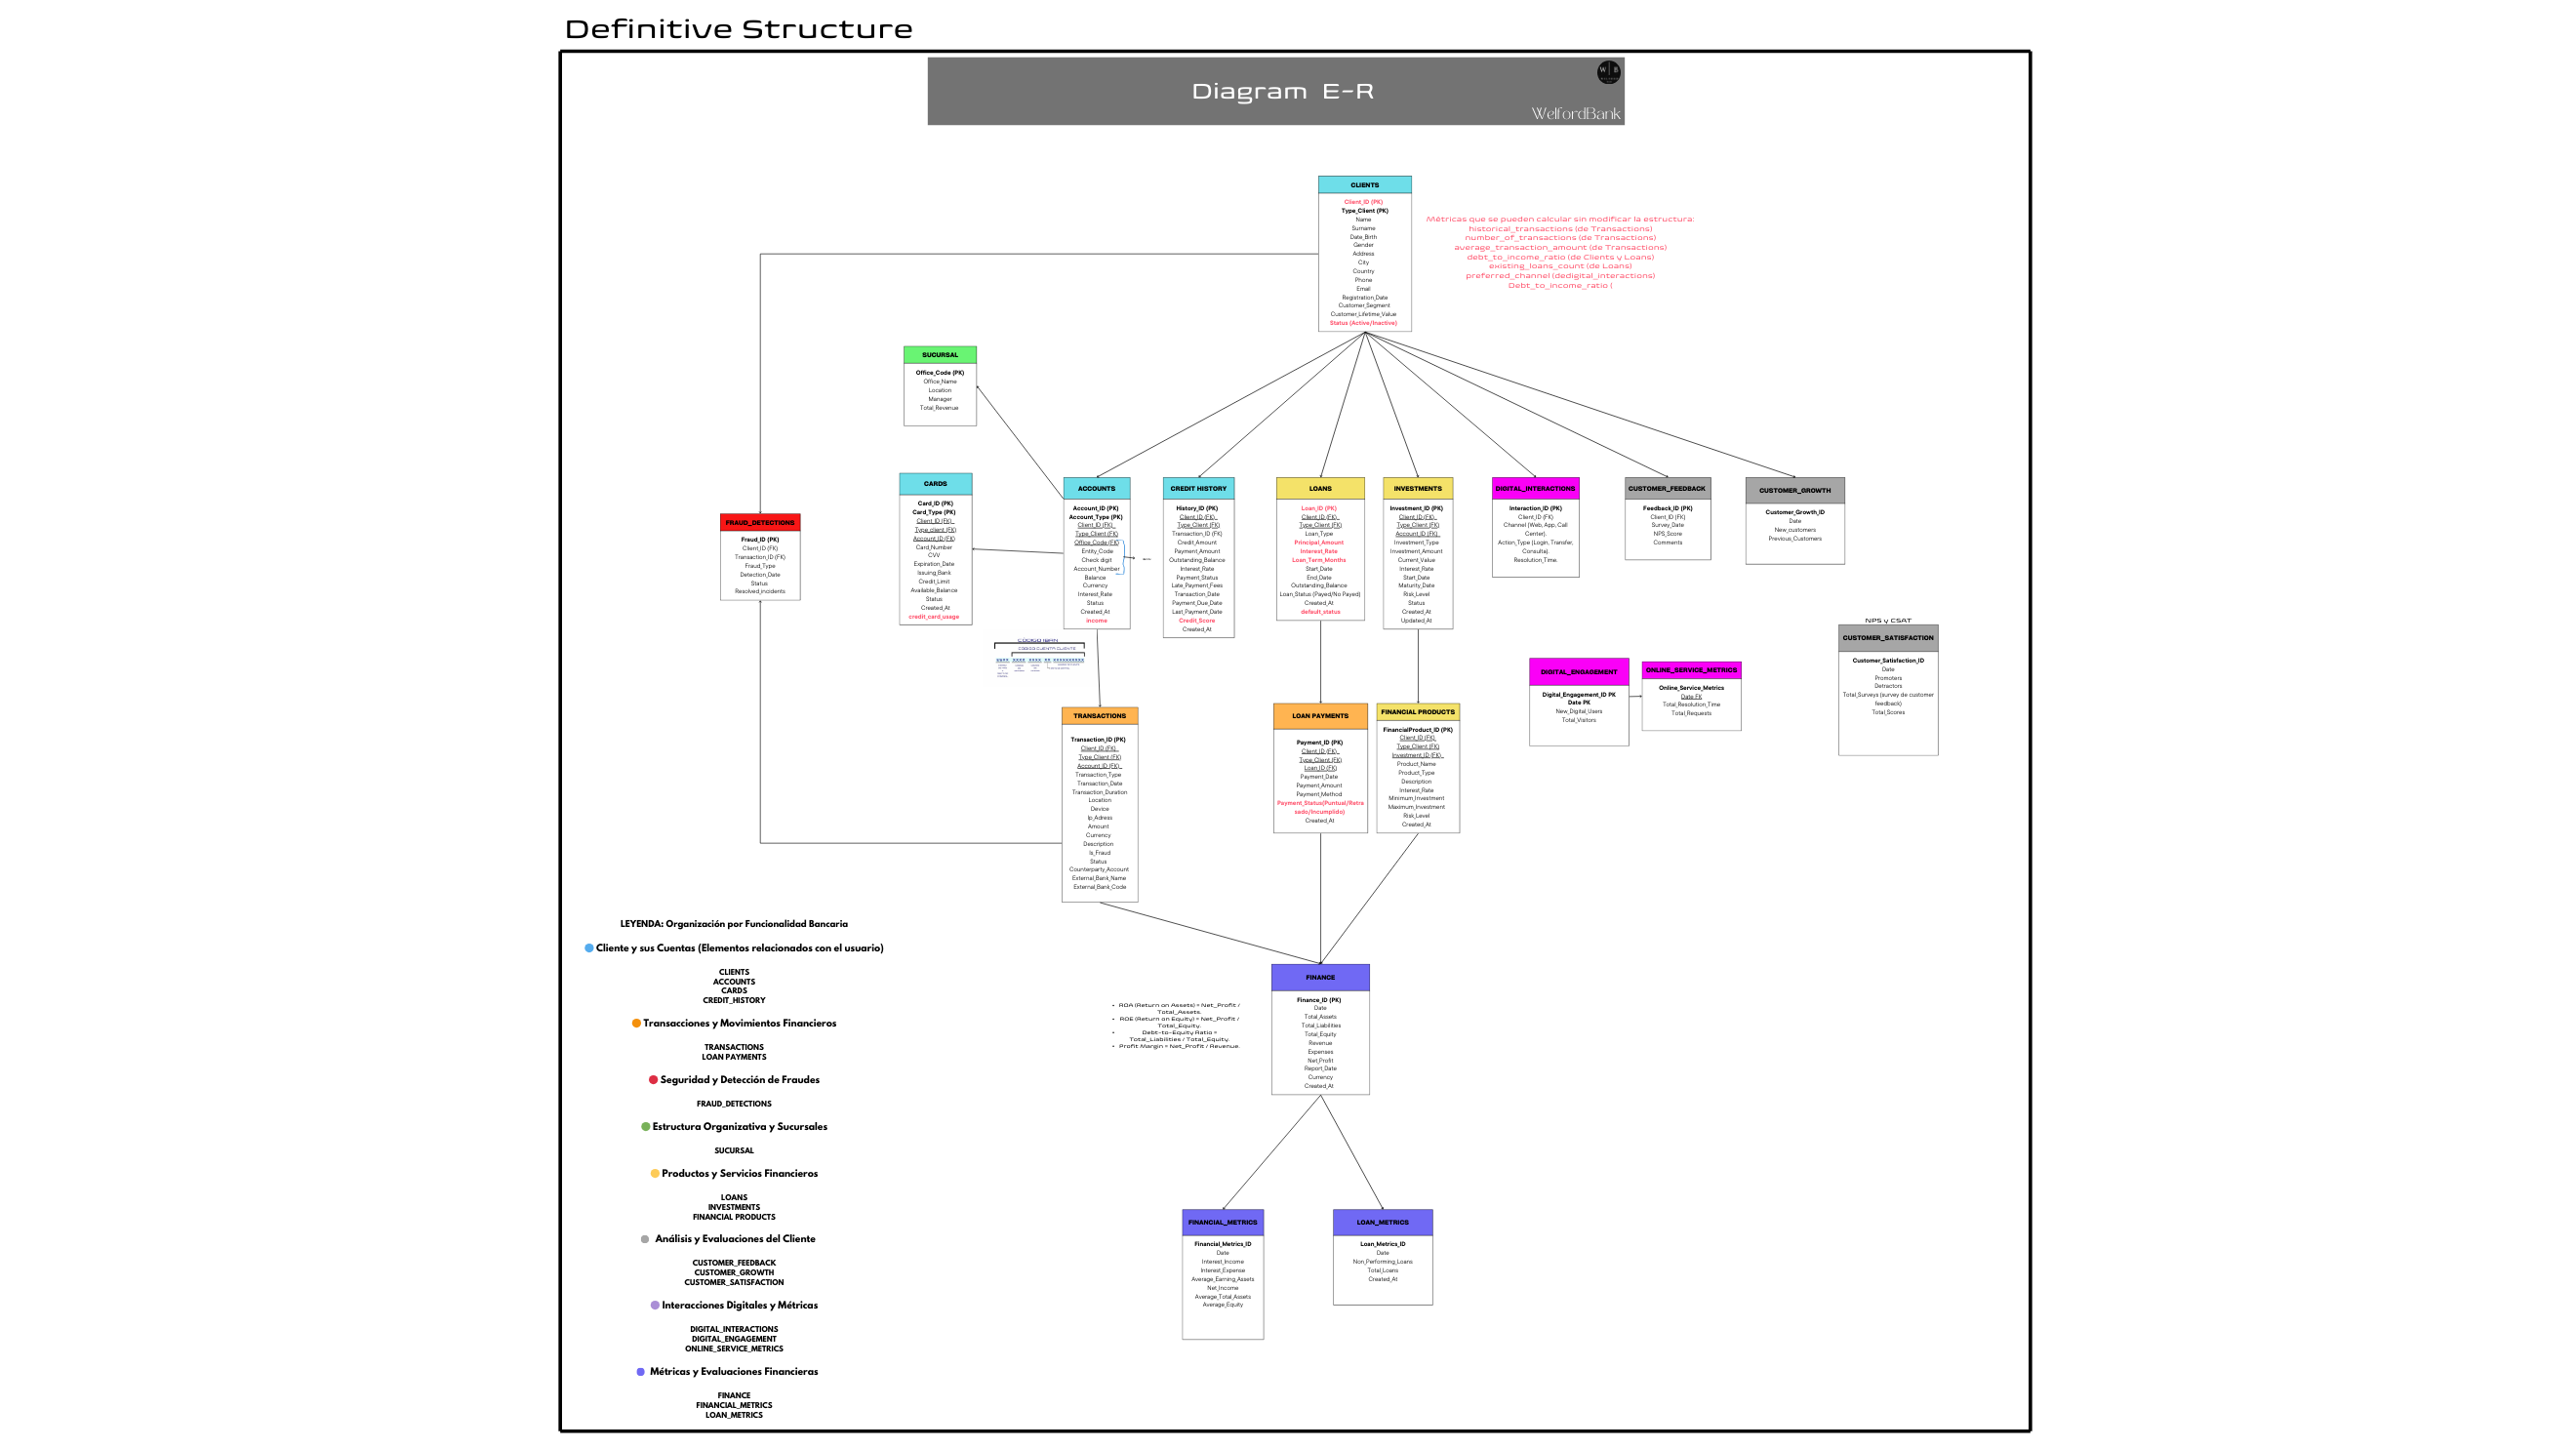 Definitive Structure
Diagram E-R
W B
WelfordBank
CLIENTS
Client_ID (PK)
Type_Client (PK)
Name
Surname
Date_Birth
Gender
Address
City
Country
Phone
Email
Registration_Date
Customer_Segment
Customer_Lifetime_Value
Status (Active/Inactive)
Métricas que se pueden calcular sin modificar la estructura:
historical_transactions (de Transactions)
number_of_transactions (de Transactions)
average_transaction_amount (de Transactions)
debt_to_income_ratio (de Clients y Loans)
existing_loans_count (de Loans)
preferred_channel (dedigital_interactions)
Debt_to_income_ratio (
SUCURSAL
Office_Code (PK)
Office_Name
Location
Manager
Total_Revenue
FRAUD_DETECTIONS
Fraud_ID (PK)
Client_ID (FK)
Transaction_ID (FK)
Fraud_Type
Detection_Date
Status
Resolved_incidents
CARDS
Card_ID (PK)
Card_Type (PK)
Client_ID (FK)
Type_client (FK)
Account_ID (FK)
Card_Number
CVV
Expiration_Date
Issuing_Bank
Credit_Limit
Available_Balance
Status
Created_At
credit_card_usage
ACCOUNTS
Account_ID (PK)
Account_Type (PK)
Client_ID (FK)
Type_Client (FK)
Office_Code (FK)
Entity_Code
Check digit
Account_Number
Balance
Currency
Interest_Rate
Status
Created_At
income
CREDIT HISTORY
History_ID (PK)
Client_ID (FK)
Type_Client (FK)
Transaction_ID (FK)
Credit_Amount
Payment_Amount
Outstanding_Balance
Interest_Rate
Payment_Status
Late_Payment_Fees
Transaction_Date
Payment_Due_Date
Last_Payment_Date
Credit_Score
Created_At
LOANS
Loan_ID (PK)
Client_ID (FK)
Type_Client (FK)
Loan_Type
Principal_Amount
Interest_Rate
Loan_Term_Months
Start_Date
End_Date
Outstanding_Balance
Loan_Status (Payed/No Payed)
Created_At
default_status
INVESTMENTS
Investment_ID (PK)
Client_ID (FK)
Type_Client (FK)
Account_ID (FK)
Investment_Type
Investment_Amount
Current_Value
Interest_Rate
Start_Date
Maturity_Date
Risk_Level
Status
Created_At
Updated_At
DIGITAL_INTERACTIONS
Interaction_ID (PK)
Client_ID (FK)
Channel (Web, App, Call
Center).
Action_Type (Login, Transfer,
Consulta).
Resolution_Time.
CUSTOMER_FEEDBACK
Feedback_ID (PK)
Client_ID (FK)
Survey_Date
NPS_Score
Comments
CUSTOMER_GROWTH
Customer_Growth_ID
Date
New_customers
Previous_Customers
CÓDIGO IBAN
CÓDIGO CUENTA CLIENTE
NPS y CSAT
CUSTOMER_SATISFACTION
Customer_Satisfaction_ID
Date
Promoters
Detractors
Total_Surveys (survey de customer
feedback)
Total_Scores
DIGITAL_ENGAGEMENT
Digital_Engagement_ID PK
Date PK
New_Digital_Users
Total_Visitors
ONLINE_SERVICE_METRICS
Online_Service_Metrics
Date FK
Total_Resolution_Time
Total_Requests
TRANSACTIONS
Transaction_ID (PK)
Client_ID (FK)
Type_Client (FK)
Account_ID (FK)
Transaction_Type
Transaction_Date
Transaction_Duration
Location
Device
Ip_Adress
Amount
Currency
Description
Is_Fraud
Status
Counterparty_Account
External_Bank_Name
External_Bank_Code
LOAN PAYMENTS
Payment_ID (PK)
Client_ID (FK)
Type_Client (FK)
Loan_ID (FK)
Payment_Date
Payment_Amount
Payment_Method
Payment_Status(Puntual/Retra
sado/Incumplido)
Created_At
FINANCIAL PRODUCTS
FinancialProduct_ID (PK)
Client_ID (FK)
Type_Client (FK)
Investment_ID (FK)
Product_Name
Product_Type
Description
Interest_Rate
Minimum_Investment
Maximum_Investment
Risk_Level
Created_At
FINANCE
Finance_ID (PK)
Date
Total_Assets
Total_Liabilities
Total_Equity
Revenue
Expenses
Net_Profit
Report_Date
Currency
Created_At
• ROA (Return on Assets) = Net_Profit /
Total_Assets.
• ROE (Return on Equity) = Net_Profit /
Total_Equity.
• Debt-to-Equity Ratio =
Total_Liabilities / Total_Equity.
• Profit Margin = Net_Profit / Revenue.
FINANCIAL_METRICS
Financial_Metrics_ID
Date
Interest_Income
Interest_Expense
Average_Earning_Assets
Net_Income
Average_Total_Assets
Average_Equity
LOAN_METRICS
Loan_Metrics_ID
Date
Non_Performing_Loans
Total_Loans
Created_At
LEYENDA: Organización por Funcionalidad Bancaria
Cliente y sus Cuentas (Elementos relacionados con el usuario)
CLIENTS
ACCOUNTS
CARDS
CREDIT_HISTORY
Transacciones y Movimientos Financieros
TRANSACTIONS
LOAN PAYMENTS
Seguridad y Detección de Fraudes
FRAUD_DETECTIONS
Estructura Organizativa y Sucursales
SUCURSAL
Productos y Servicios Financieros
LOANS
INVESTMENTS
FINANCIAL PRODUCTS
Análisis y Evaluaciones del Cliente
CUSTOMER_FEEDBACK
CUSTOMER_GROWTH
CUSTOMER_SATISFACTION
Interacciones Digitales y Métricas
DIGITAL_INTERACTIONS
DIGITAL_ENGAGEMENT
ONLINE_SERVICE_METRICS
Métricas y Evaluaciones Financieras
FINANCE
FINANCIAL_METRICS
LOAN_METRICS